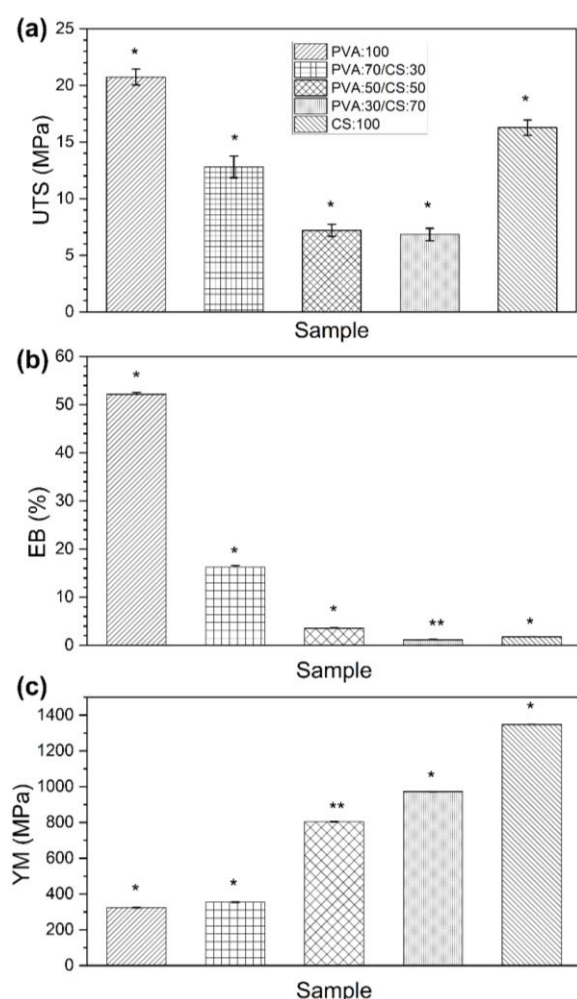 (a)
25
20
15
10
5
0
UTS (MPa)
* * * * *
PVA:100
PVA:70/CS:30
PVA:50/CS:50
PVA:30/CS:70
CS:100
Sample
(b)
60
50
40
30
20
10
0
EB (%)
* * * ** *
Sample
(c)
1400
1200
1000
800
600
400
200
0
YM (MPa)
* * ** * *
Sample